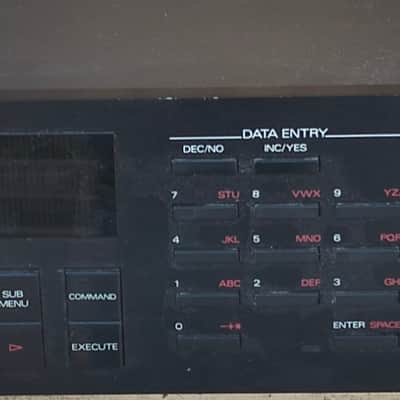 DATA ENTRY
DEC/NO INC/YES
7 STU 8 VWX 9 YZ
4 JKL 5 MNO 6 PQR
1 ABC 2 DEF 3 GH
0 –+* ENTER SPACE
SUB MENU COMMAND
EXECUTE